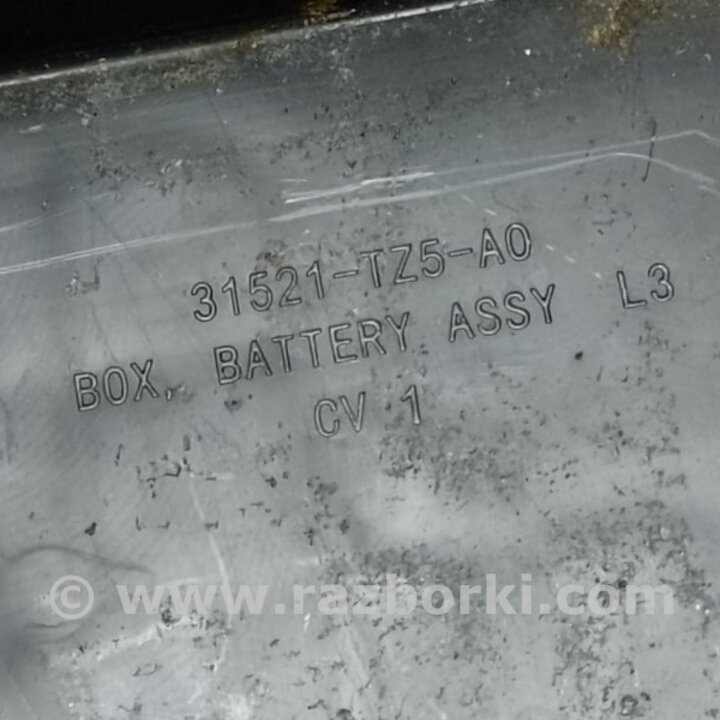 31521-TZ5-A0
BOX, BATTERY ASSY L3
CV 1
© www.razborki.com